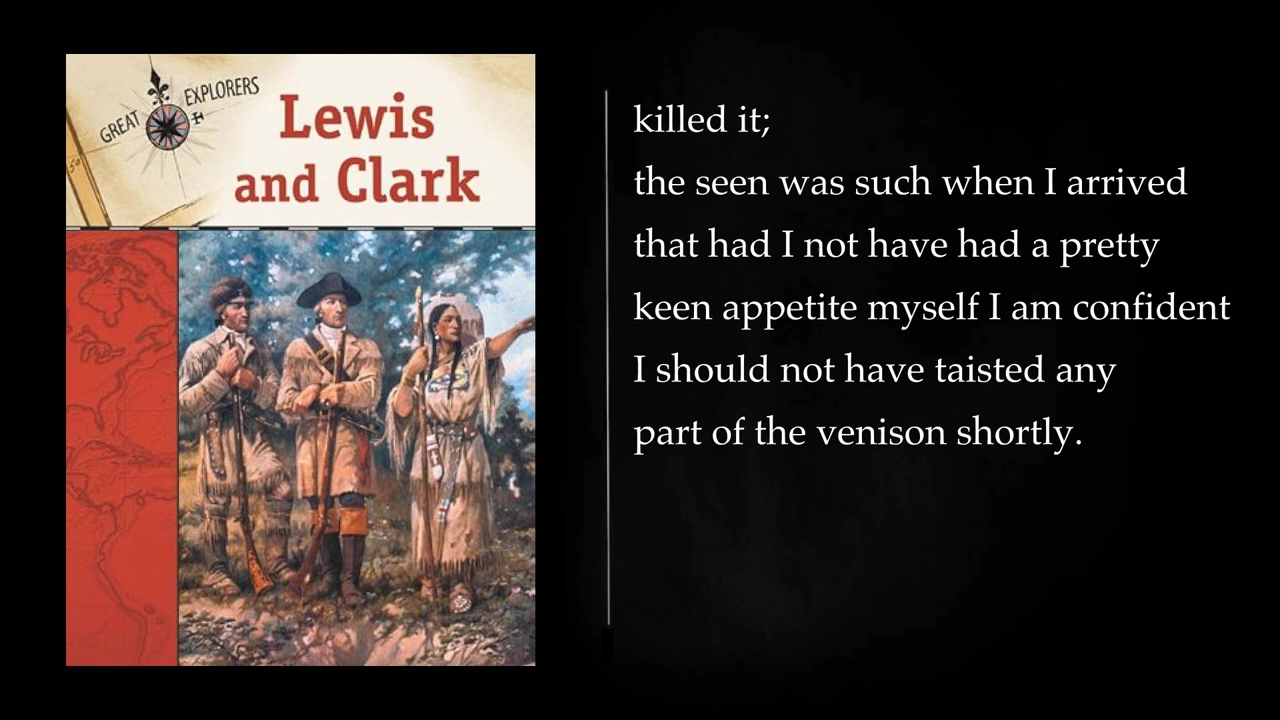 GREAT EXPLORERS
Lewis
and Clark
50
killed it;
the seen was such when I arrived
that had I not have had a pretty
keen appetite myself I am confident
I should not have taisted any
part of the venison shortly.